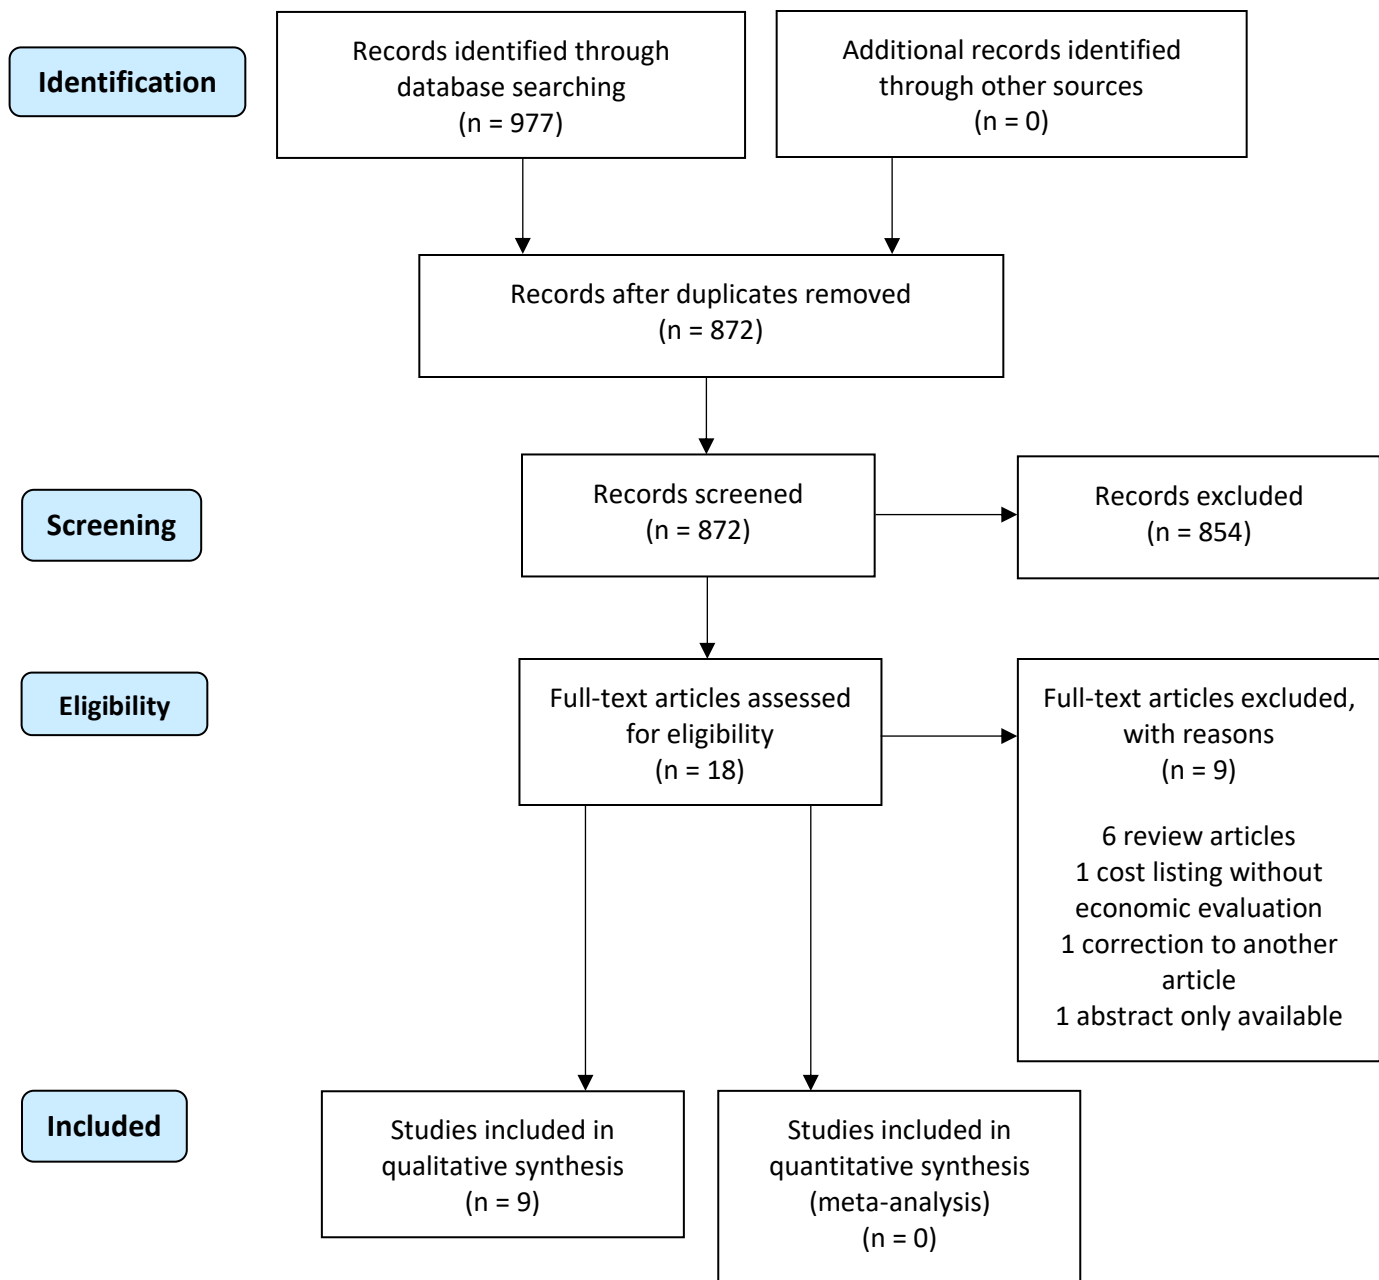 Identification
Records identified through
database searching
(n = 977)
Additional records identified
through other sources
(n = 0)
Records after duplicates removed
(n = 872)
Screening
Records screened
(n = 872)
Records excluded
(n = 854)
Eligibility
Full-text articles assessed
for eligibility
(n = 18)
Full-text articles excluded,
with reasons
(n = 9)
6 review articles
1 cost listing without
economic evaluation
1 correction to another
article
1 abstract only available
Included
Studies included in
qualitative synthesis
(n = 9)
Studies included in
quantitative synthesis
(meta-analysis)
(n = 0)